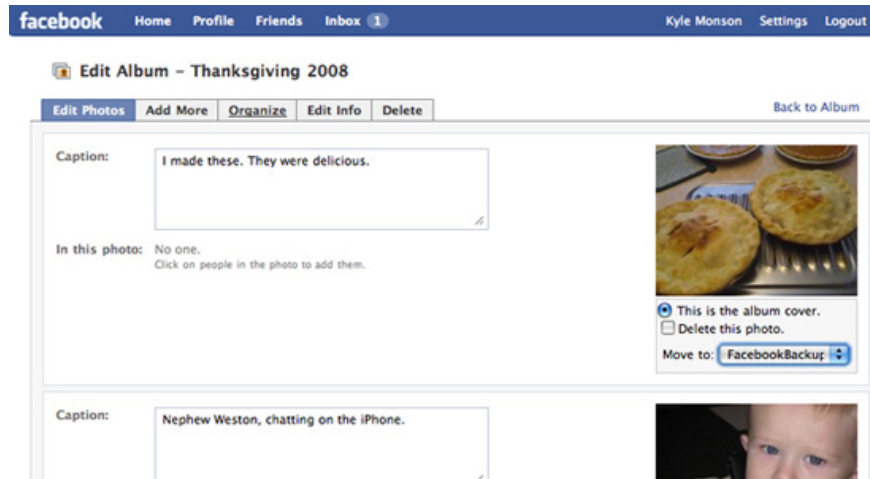 facebook Home Profile Friends Inbox 1 Kyle Monson Settings Logout
Edit Album – Thanksgiving 2008
Edit Photos Add More Organize Edit Info Delete Back to Album
Caption: I made these. They were delicious.
In this photo: No one.
Click on people in the photo to add them.
This is the album cover.
Delete this photo.
Move to: FacebookBackup
Caption: Nephew Weston, chatting on the iPhone.